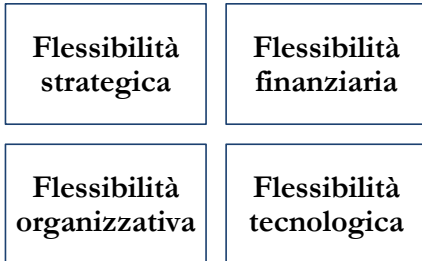 Flessibilità
strategica
Flessibilità
finanziaria
Flessibilità
organizzativa
Flessibilità
tecnologica